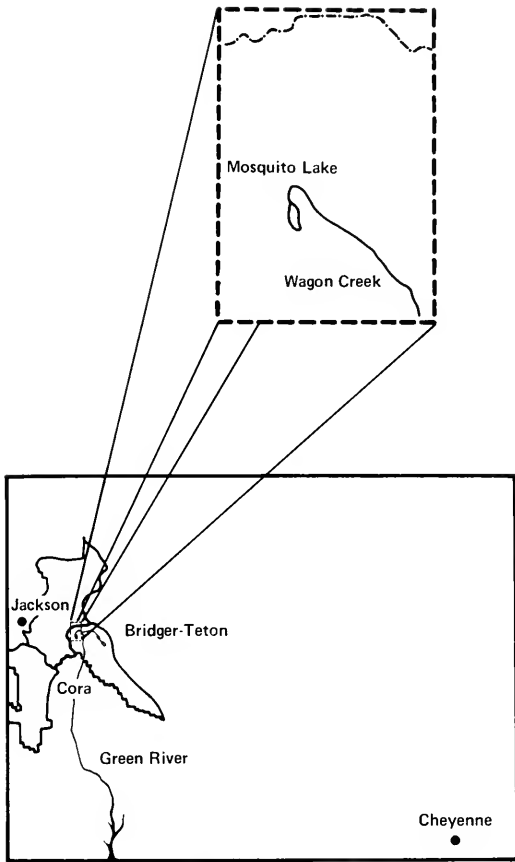 Mosquito Lake
Wagon Creek
Jackson
Bridger-Teton
Cora
Green River
Cheyenne